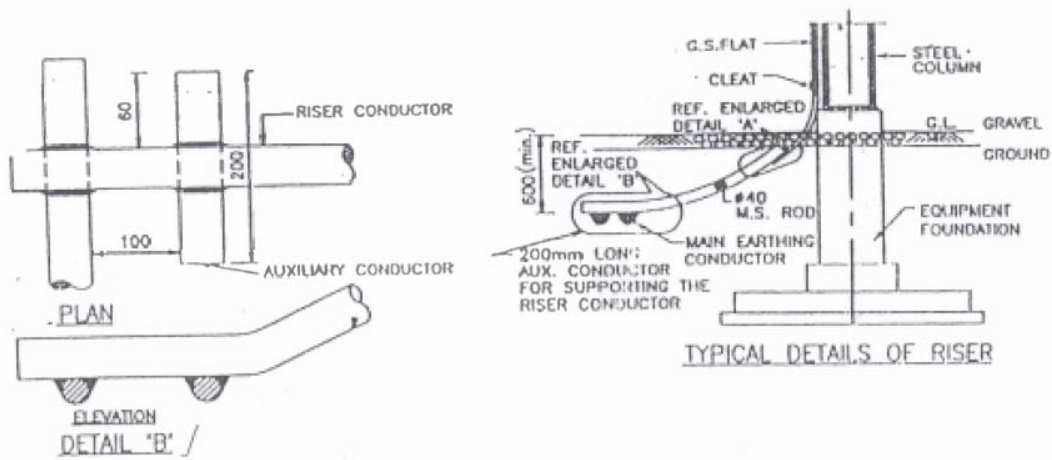 60
RISER CONDUCTOR
200
100
AUXILIARY CONDUCTOR
PLAN
ELEVATION
DETAIL "B"
G.S.FLAT
CLEAT
STEEL
COLUMN
REF. ENLARGED
DETAIL "A"
G.L.
GRAVEL
GROUND
REF.
ENLARGED
DETAIL "B"
600(min.)
ø40
M.S. ROD
EQUIPMENT
FOUNDATION
MAIN EARTHING
CONDUCTOR
200mm LONG
AUX. CONDUCTOR
FOR SUPPORTING THE
RISER CONDUCTOR
TYPICAL DETAILS OF RISER